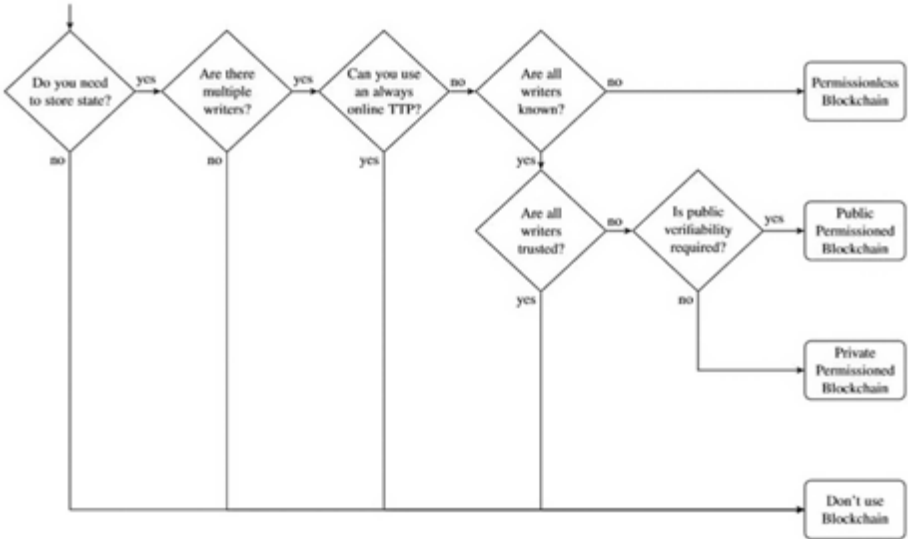 Do you need
to store state?
yes
Are there
multiple
writers?
yes
Can you use
an always
online TTP?
no
Are all
writers
known?
no
Permissionless
Blockchain
no
no
yes
yes
Are all
writers
trusted?
no
Is public
verifiability
required?
yes
Public
Permissioned
Blockchain
yes
no
Private
Permissioned
Blockchain
Don't use
Blockchain